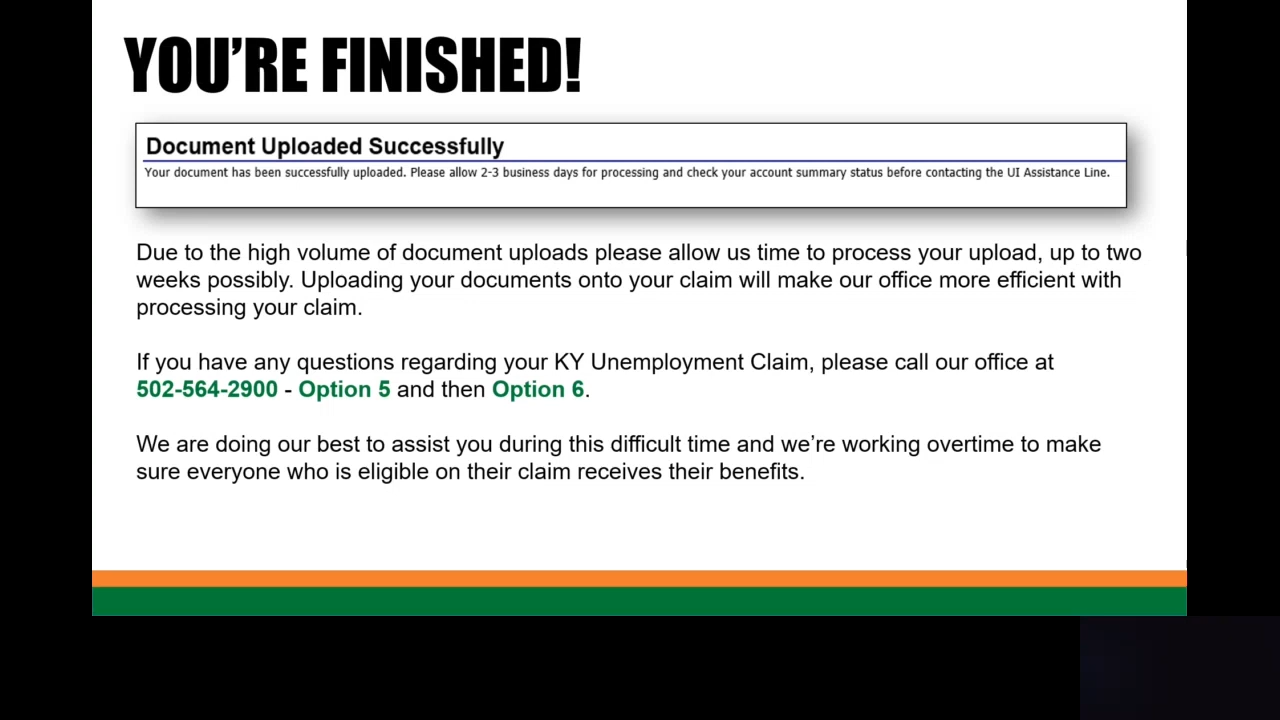 YOU’RE FINISHED!
Document Uploaded Successfully
Your document has been successfully uploaded. Please allow 2-3 business days for processing and check your account summary status before contacting the UI Assistance Line.
Due to the high volume of document uploads please allow us time to process your upload, up to two
weeks possibly. Uploading your documents onto your claim will make our office more efficient with
processing your claim.
If you have any questions regarding your KY Unemployment Claim, please call our office at
502-564-2900 - Option 5 and then Option 6.
We are doing our best to assist you during this difficult time and we’re working overtime to make
sure everyone who is eligible on their claim receives their benefits.